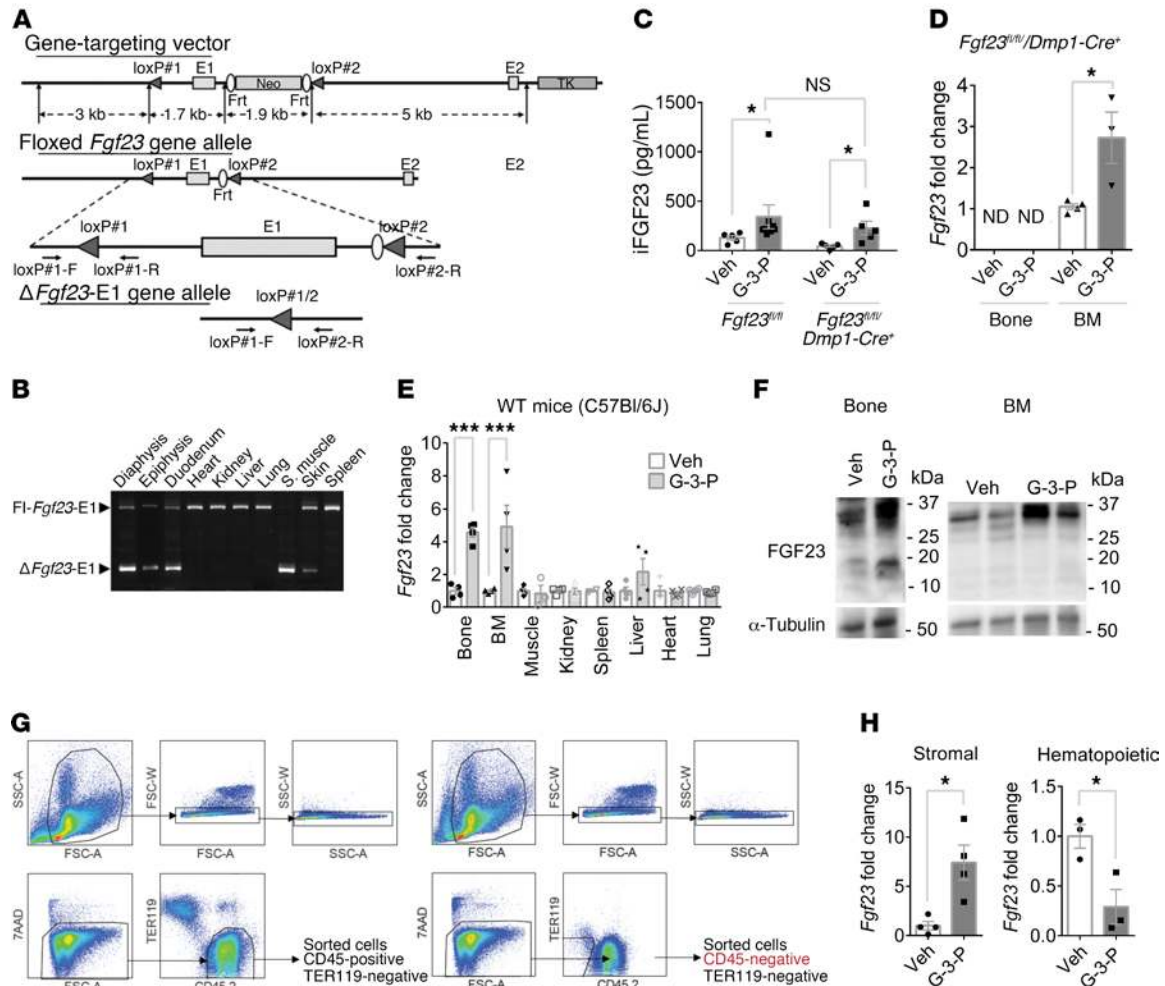 A
Gene-targeting vector
loxP#1 E1 loxP#2 E2
Neo TK
Frt Frt
3 kb 1.7 kb 1.9 kb 5 kb
Floxed Fgf23 gene allele
loxP#1 E1 loxP#2 E2 E2
Frt
loxP#1 E1 loxP#2
loxP#1-F loxP#1-R loxP#2-R
ΔFgf23-E1 gene allele
loxP#1/2
loxP#1-F loxP#2-R
B
Diaphysis
Epiphysis
Duodenum
Heart
Kidney
Liver
Lung
S. muscle
Skin
Spleen
Fl-Fgf23-E1
ΔFgf23-E1
C
NS
* *
iFGF23 (pg/mL)
1500
1000
500
0
Veh G-3-P Veh G-3-P
Fgf23fl/fl Fgf23fl/fl/
Dmp1-Cre+
D
Fgf23fl/fl/Dmp1-Cre+
*
Fgf23 fold change
4
3
2
1
0
ND ND
Veh G-3-P Veh G-3-P
Bone BM
E
WT mice (C57Bl/6J)
*** ***
Veh
G-3-P
Fgf23 fold change
10
8
6
4
2
0
Bone
BM
Muscle
Kidney
Spleen
Liver
Heart
Lung
F
Bone BM
Veh G-3-P kDa Veh G-3-P kDa
FGF23
- 37 - 37
- 25 - 25
- 20 - 20
- 10 - 10
α-Tubulin - 50 - 50
G
SSC-A FSC-W SSC-W SSC-A FSC-W SSC-W
FSC-A FSC-A SSC-A FSC-A FSC-A SSC-A
7AAD TER119 7AAD TER119
Sorted cells
CD45-positive
TER119-negative
Sorted cells
CD45-negative
TER119-negative
FSC-A CD45.2 FSC-A CD45.2
H
Stromal Hematopoietic
* *
Fgf23 fold change
15
10
5
0
Veh G-3-P
Fgf23 fold change
1.5
1.0
0.5
0.0
Veh G-3-P